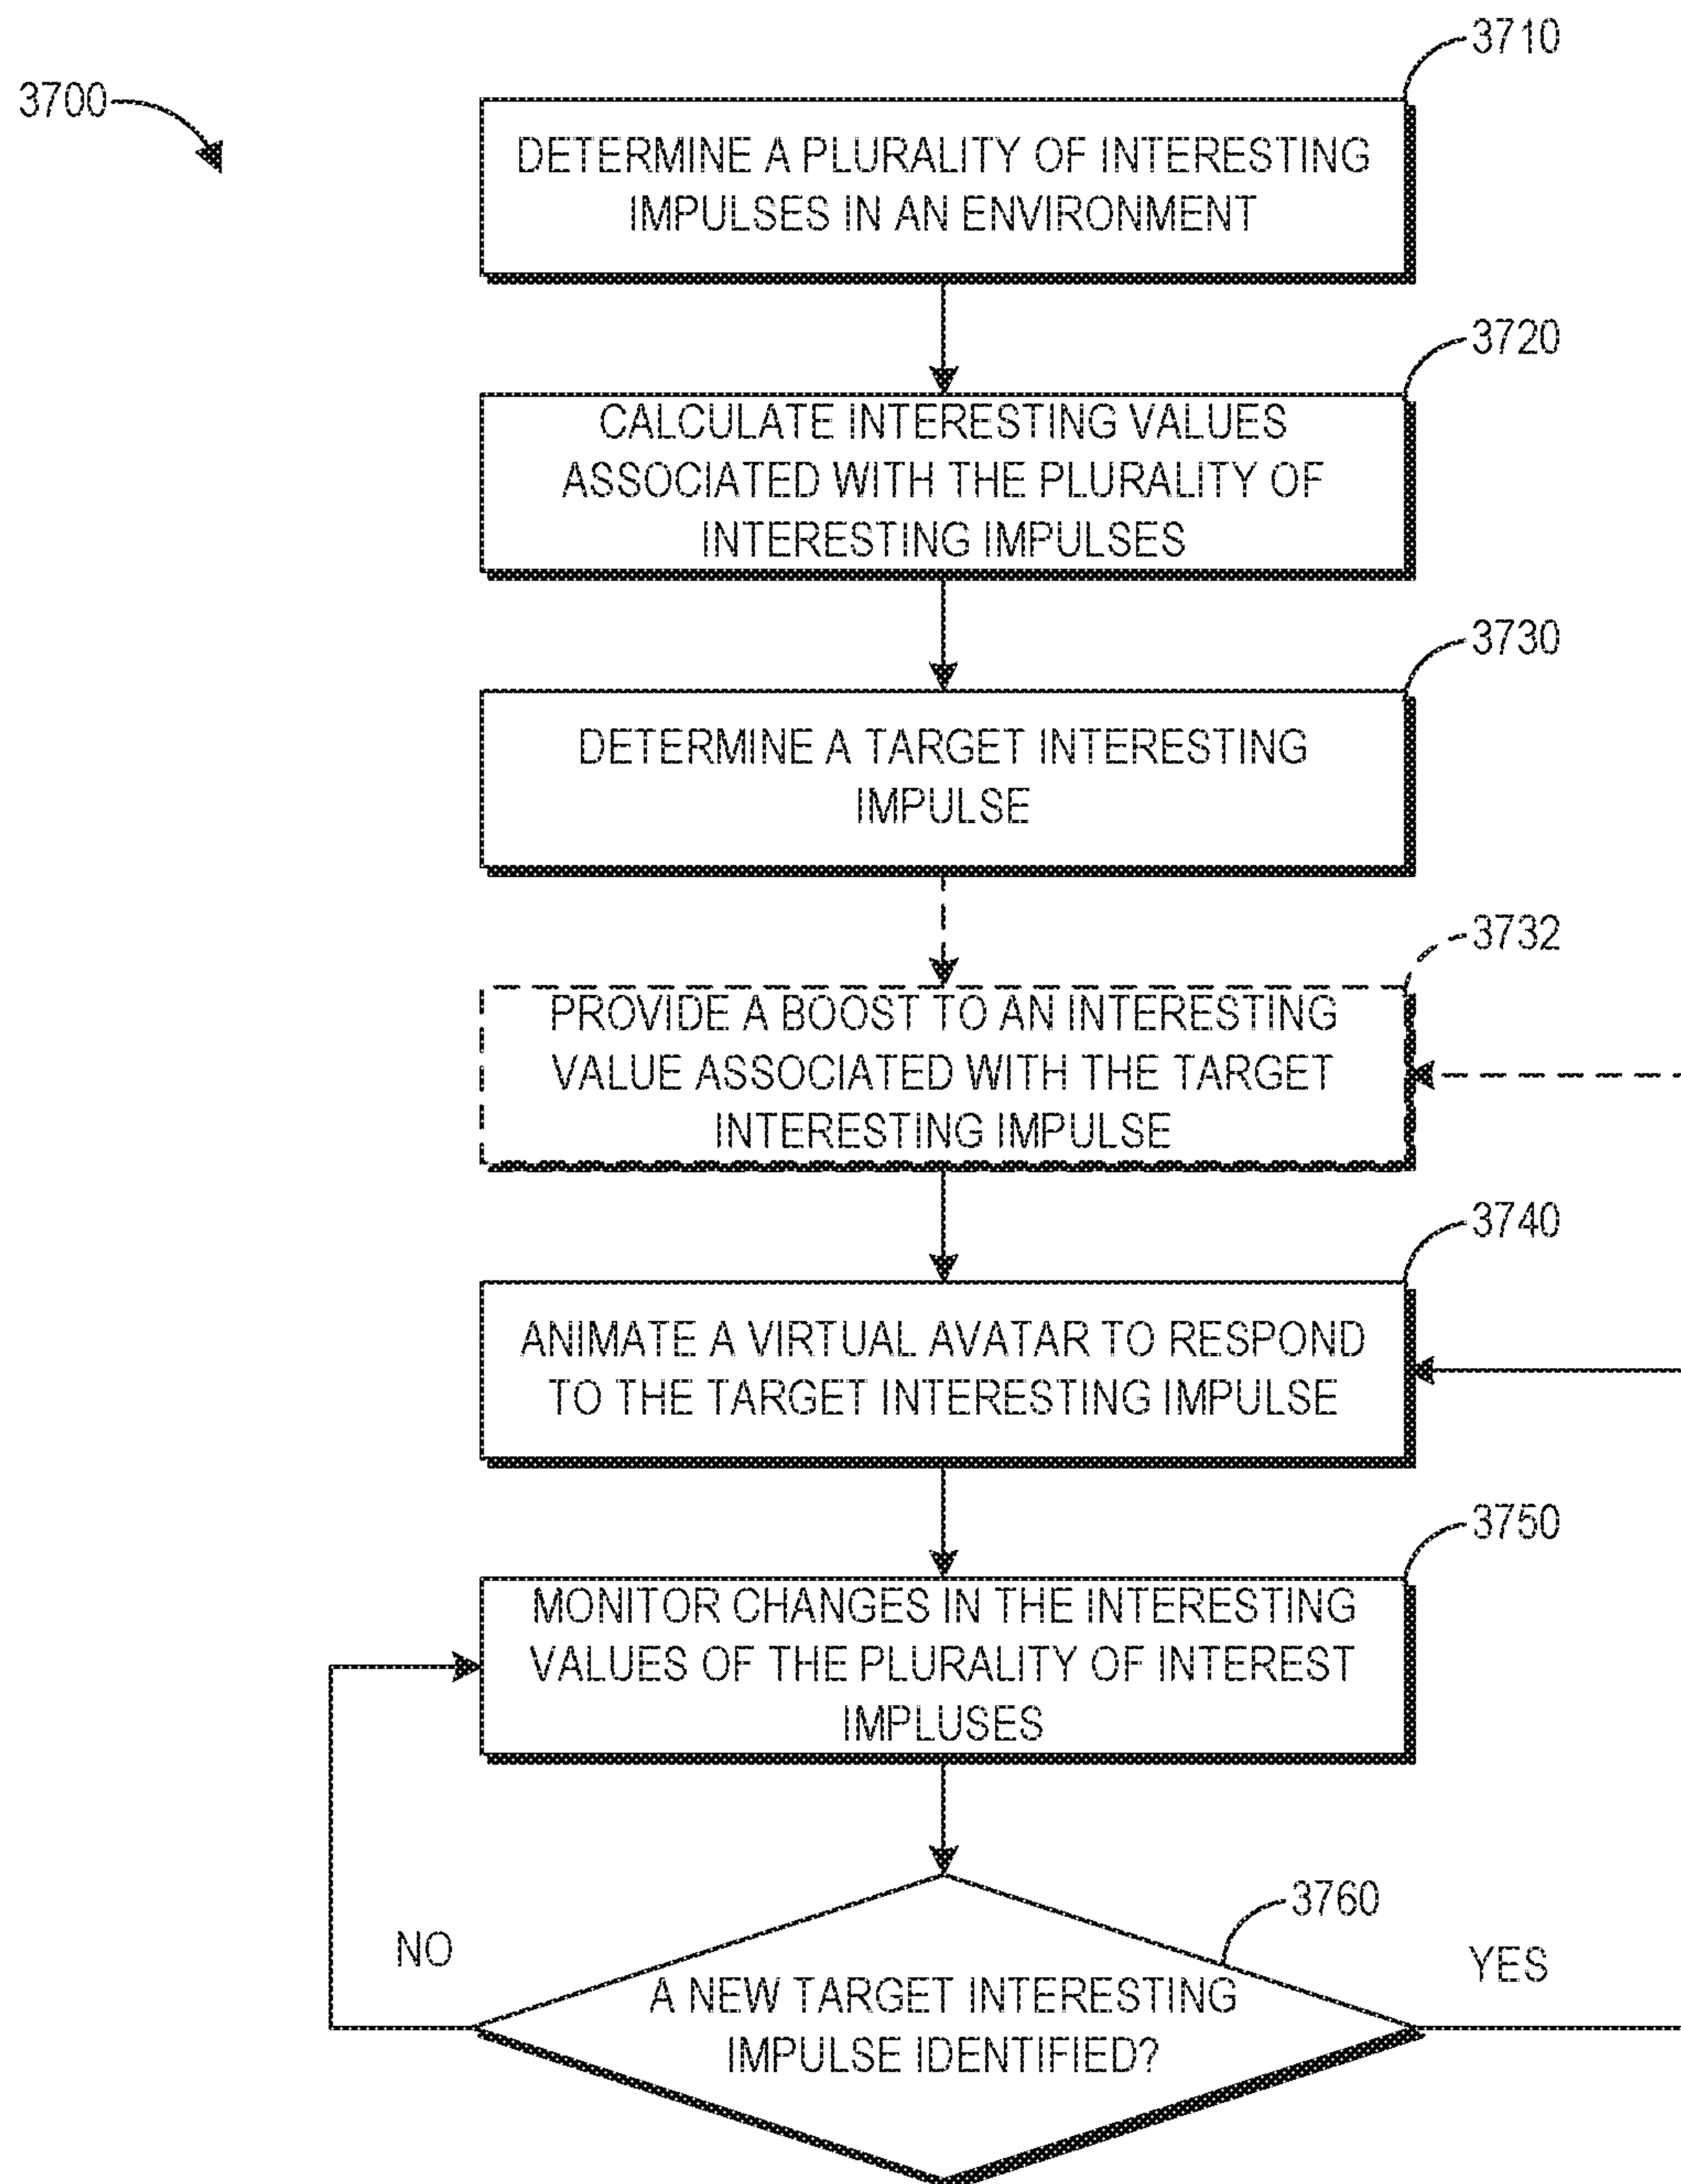 3700
3710
DETERMINE A PLURALITY OF INTERESTING
IMPULSES IN AN ENVIRONMENT
3720
CALCULATE INTERESTING VALUES
ASSOCIATED WITH THE PLURALITY OF
INTERESTING IMPULSES
3730
DETERMINE A TARGET INTERESTING
IMPULSE
3732
PROVIDE A BOOST TO AN INTERESTING
VALUE ASSOCIATED WITH THE TARGET
INTERESTING IMPULSE
3740
ANIMATE A VIRTUAL AVATAR TO RESPOND
TO THE TARGET INTERESTING IMPULSE
3750
MONITOR CHANGES IN THE INTERESTING
VALUES OF THE PLURALITY OF INTEREST
IMPLUSES
3760
NO
YES
A NEW TARGET INTERESTING
IMPULSE IDENTIFIED?